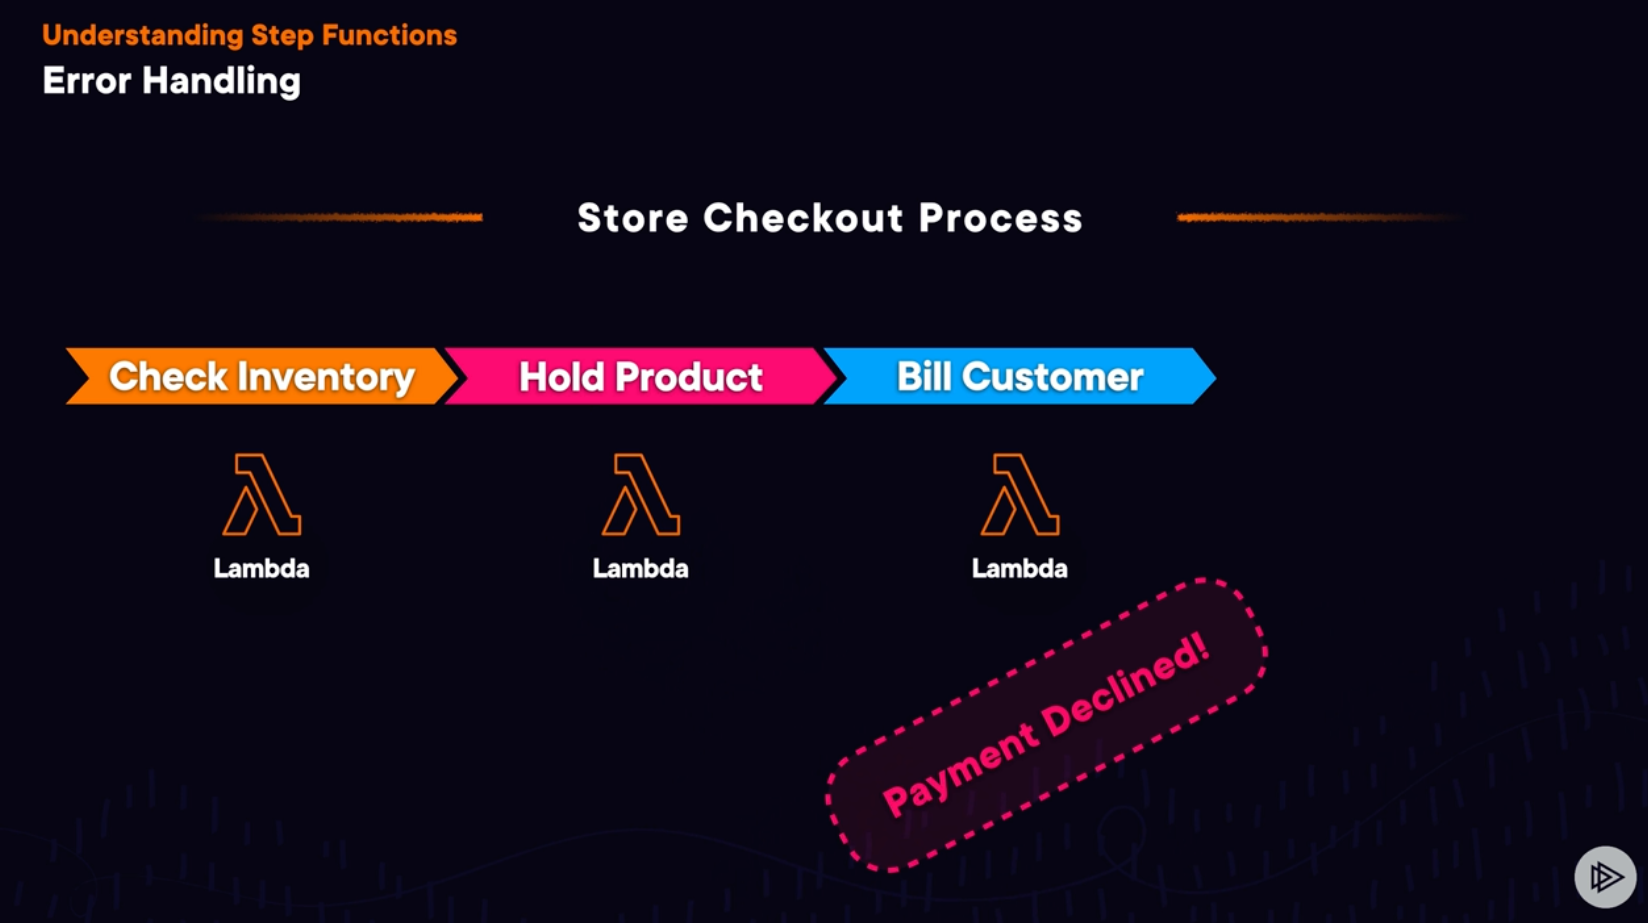 Understanding Step Functions
Error Handling
Store Checkout Process
Check Inventory
Hold Product
Bill Customer
Lambda
Lambda
Lambda
Payment Declined!